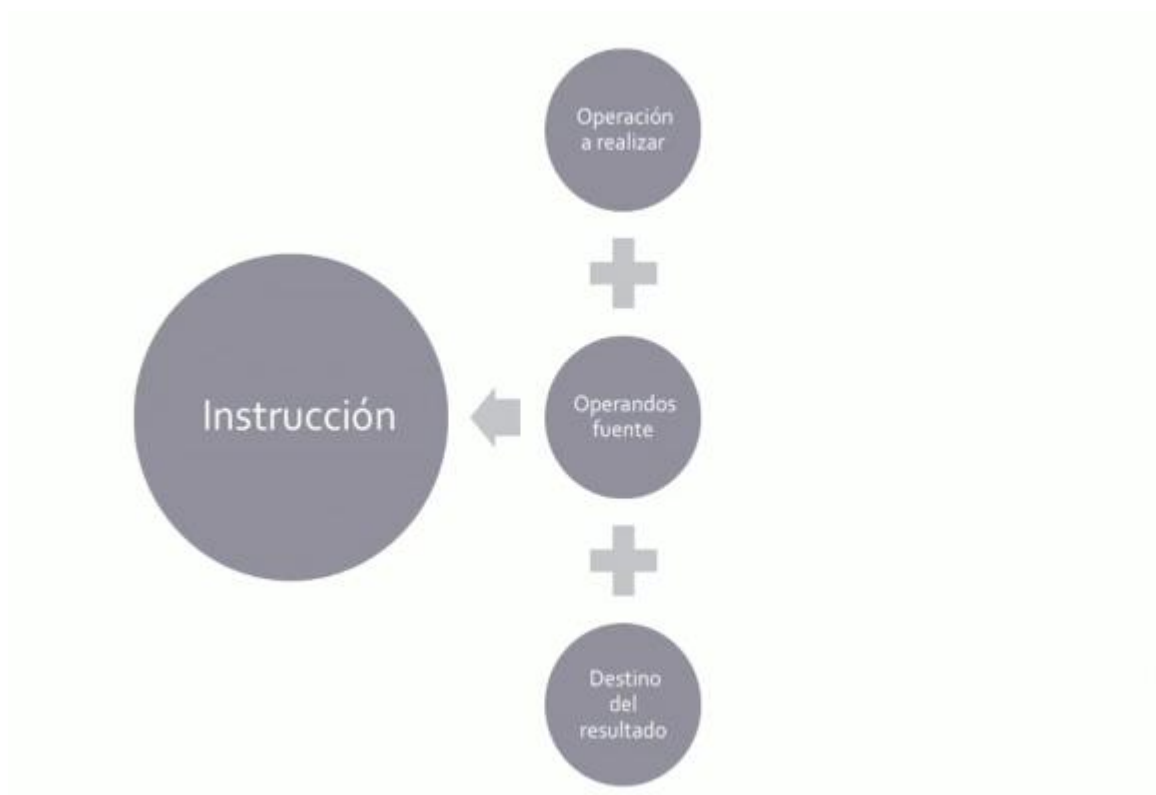 Operación
a realizar
Instrucción
Operandos
fuente
Destino
del
resultado